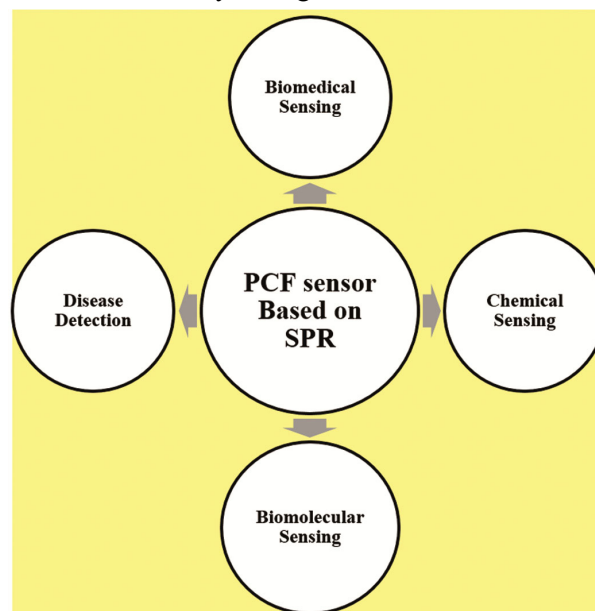 Biomedical
Sensing
PCF sensor
Based on
SPR
Disease
Detection
Chemical
Sensing
Biomolecular
Sensing